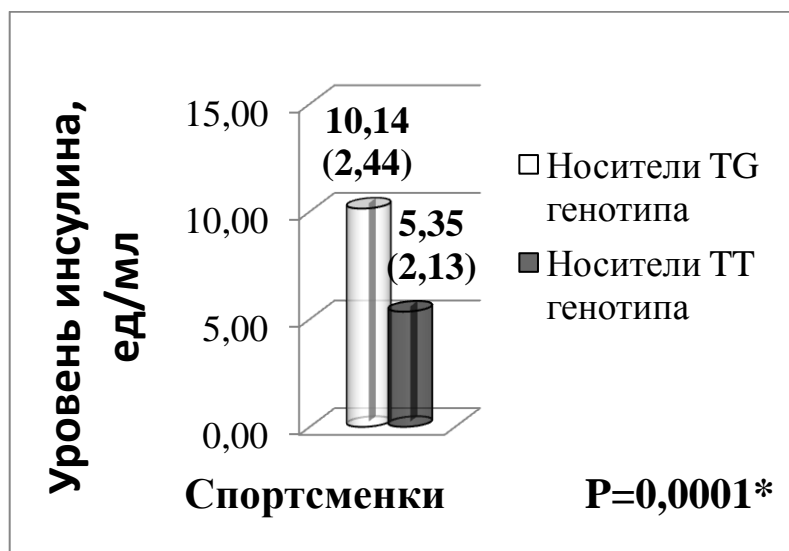 Уровень инсулина,
ед/мл
15,00
10,00
5,00
0,00
10,14
(2,44)
5,35
(2,13)
Носители TG
генотипа
Носители TT
генотипа
Спортсменки
P=0,0001*